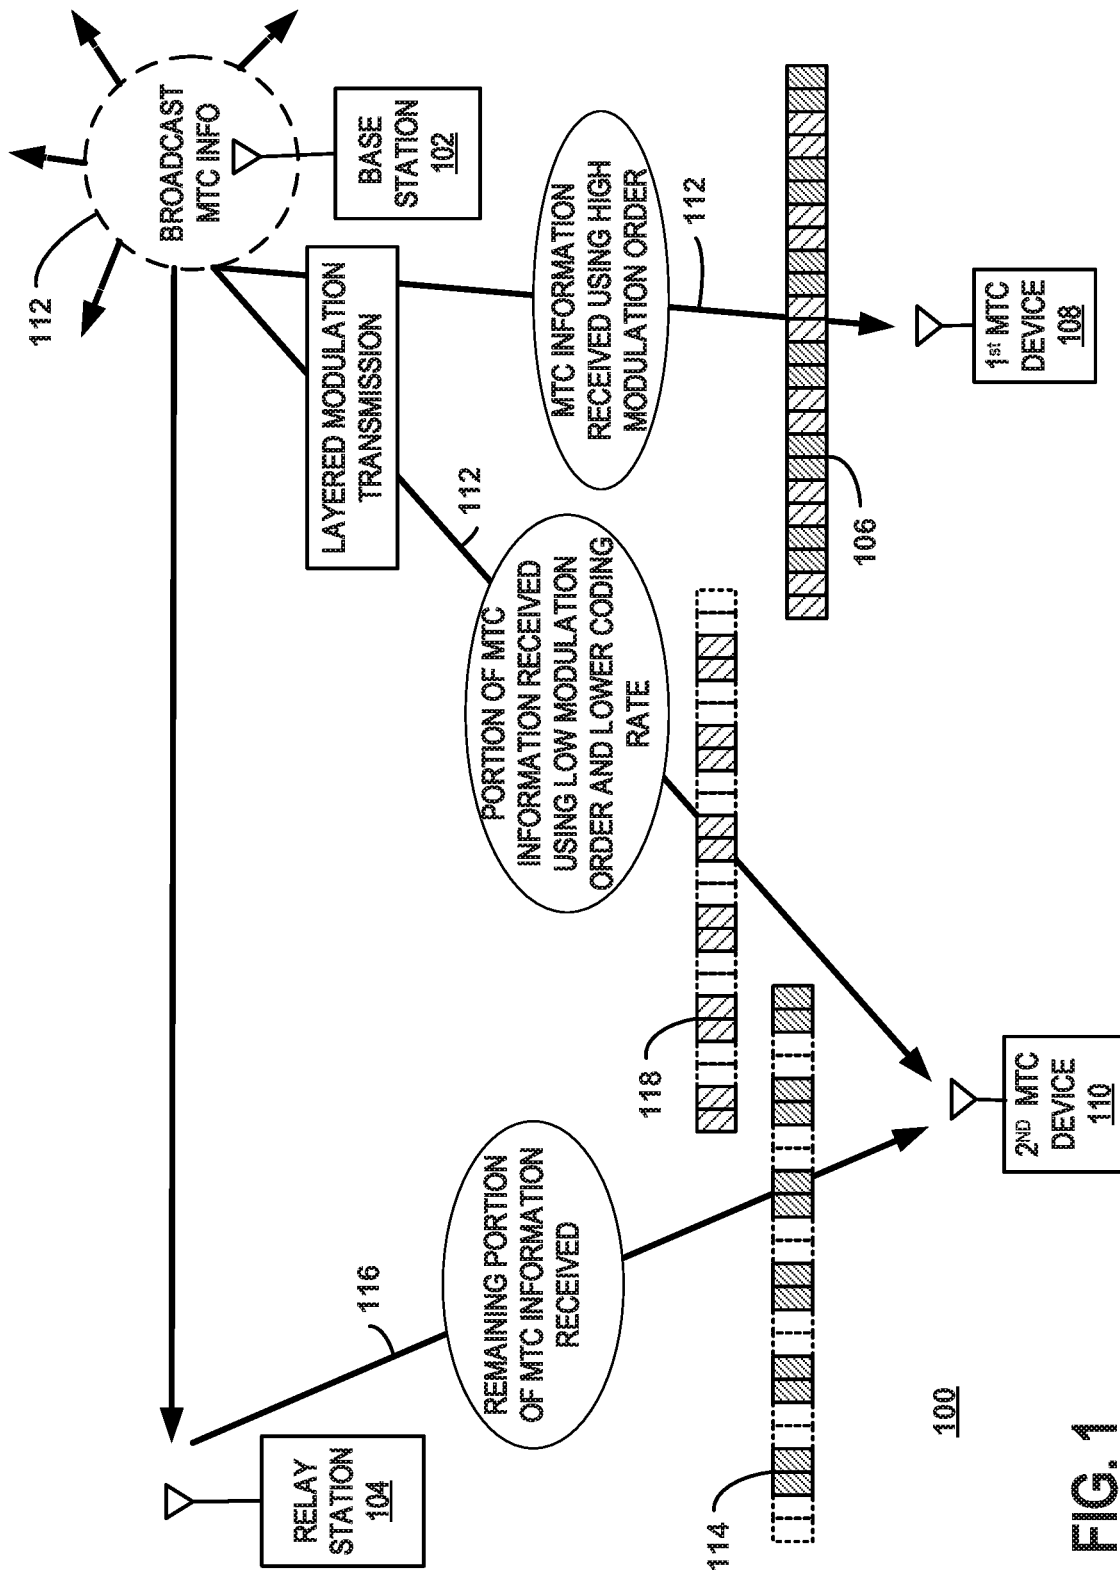 112
BROADCAST
MTC INFO
BASE
STATION
102
LAYERED MODULATION
TRANSMISSION
112
112
MTC INFORMATION
RECEIVED USING HIGH
MODULATION ORDER
PORTION OF MTC
INFORMATION RECEIVED
USING LOW MODULATION
ORDER AND LOWER CODING
RATE
RELAY
STATION
104
116
REMAINING PORTION
OF MTC INFORMATION
RECEIVED
118
106
114
1st MTC
DEVICE
108
2ND MTC
DEVICE
110
100
FIG. 1